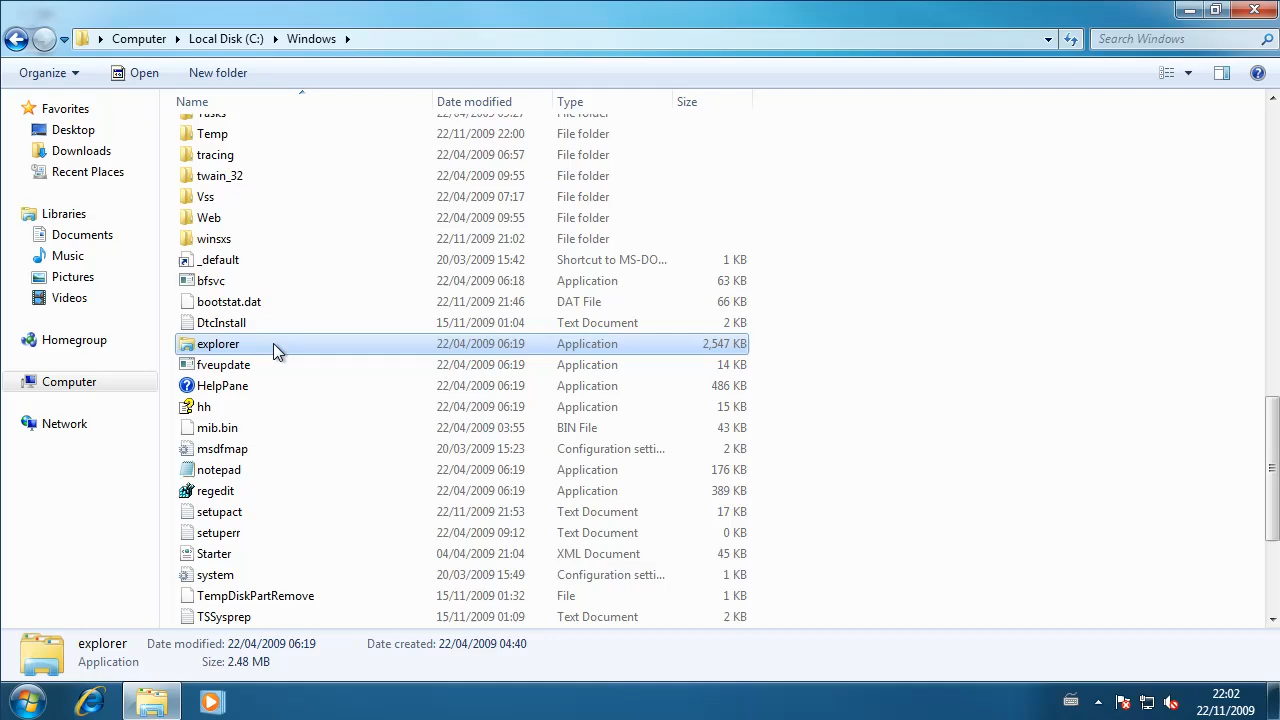 Computer Local Disk (C:) Windows Search Windows
Organize Open New folder
Name Date modified Type Size
Favorites
Desktop
Downloads
Recent Places
Libraries
Documents
Music
Pictures
Videos
Homegroup
Computer
Network
Tasks 22/04/2009 05:27 File folder
Temp 22/11/2009 22:00 File folder
tracing 22/04/2009 06:57 File folder
twain_32 22/04/2009 09:55 File folder
Vss 22/04/2009 07:17 File folder
Web 22/04/2009 09:55 File folder
winsxs 22/11/2009 21:02 File folder
_default 20/03/2009 15:42 Shortcut to MS-DO... 1 KB
bfsvc 22/04/2009 06:18 Application 63 KB
bootstat.dat 22/11/2009 21:46 DAT File 66 KB
DtcInstall 15/11/2009 01:04 Text Document 2 KB
explorer 22/04/2009 06:19 Application 2,547 KB
fveupdate 22/04/2009 06:19 Application 14 KB
HelpPane 22/04/2009 06:19 Application 486 KB
hh 22/04/2009 06:19 Application 15 KB
mib.bin 22/04/2009 03:55 BIN File 43 KB
msdfmap 20/03/2009 15:23 Configuration setti... 2 KB
notepad 22/04/2009 06:19 Application 176 KB
regedit 22/04/2009 06:19 Application 389 KB
setupact 22/11/2009 21:53 Text Document 17 KB
setuperr 22/04/2009 09:12 Text Document 0 KB
Starter 04/04/2009 21:04 XML Document 45 KB
system 20/03/2009 15:49 Configuration setti... 1 KB
TempDiskPartRemove 15/11/2009 01:32 File 1 KB
TSSysprep 15/11/2009 01:09 Text Document 2 KB
explorer Date modified: 22/04/2009 06:19 Date created: 22/04/2009 04:40
Application Size: 2.48 MB
22:02
22/11/2009